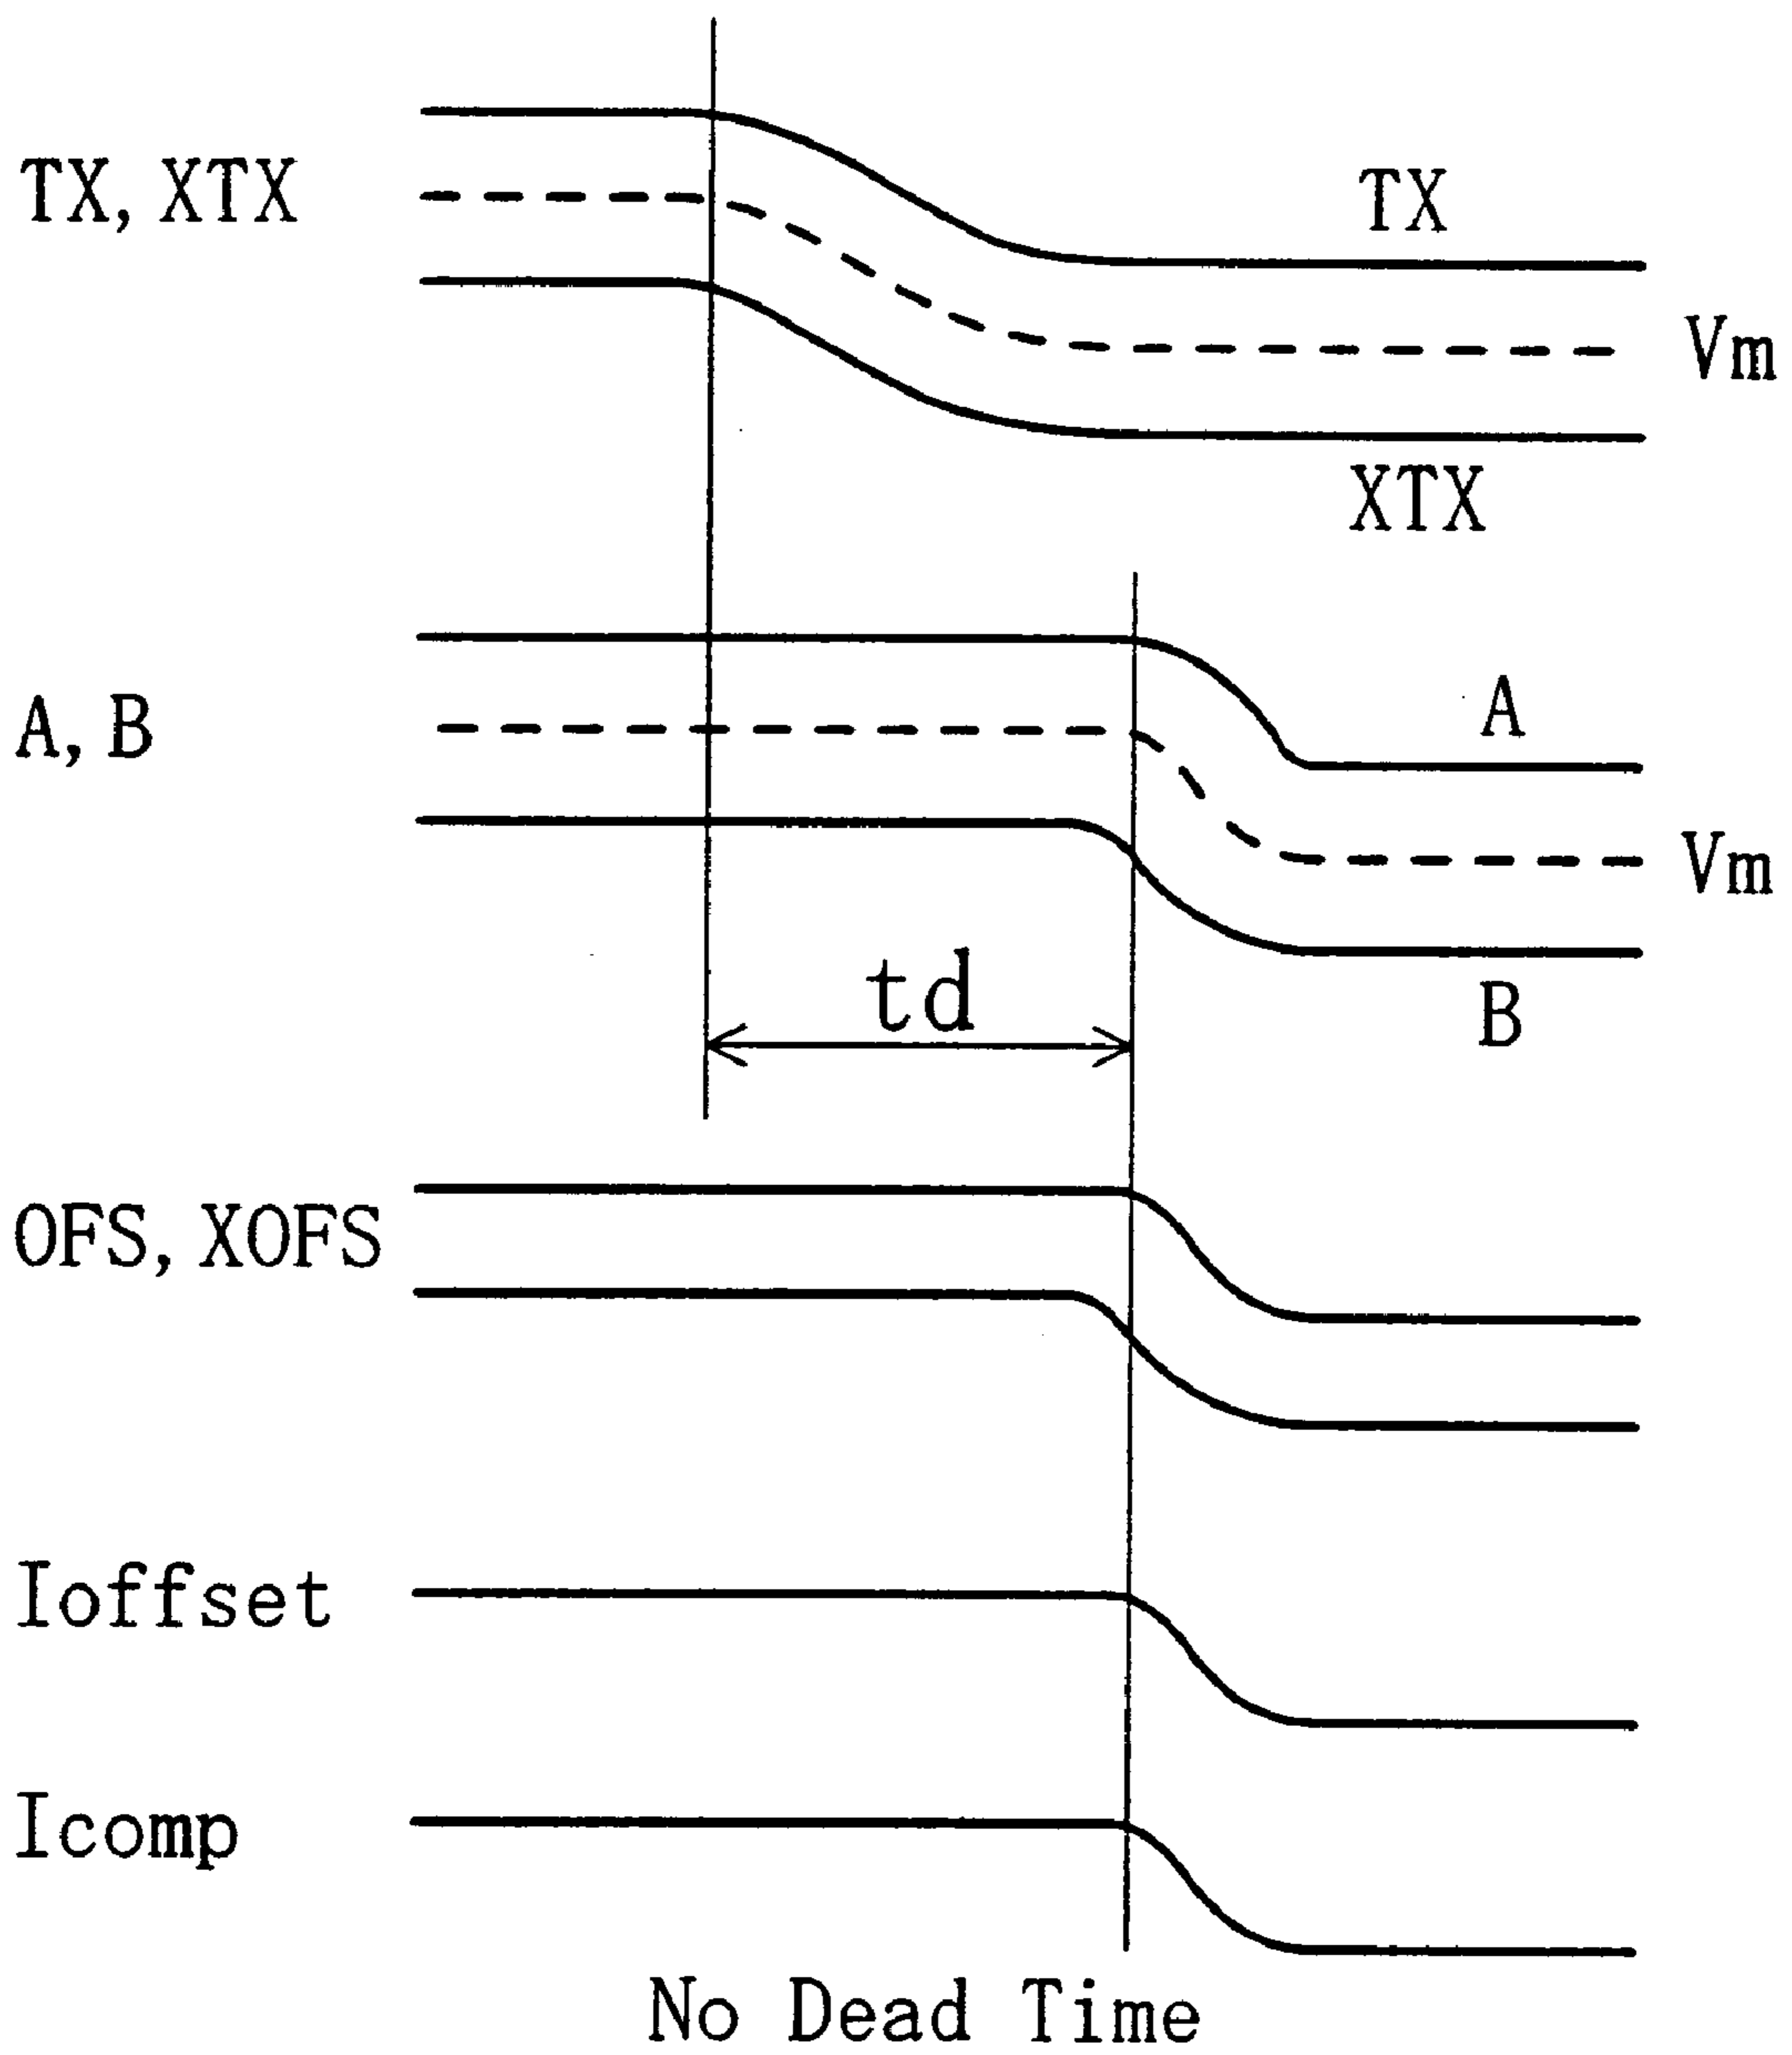 TX, XTX
TX
Vm
XTX
A, B
A
Vm
td
B
OFS, XOFS
Ioffset
Icomp
No Dead Time